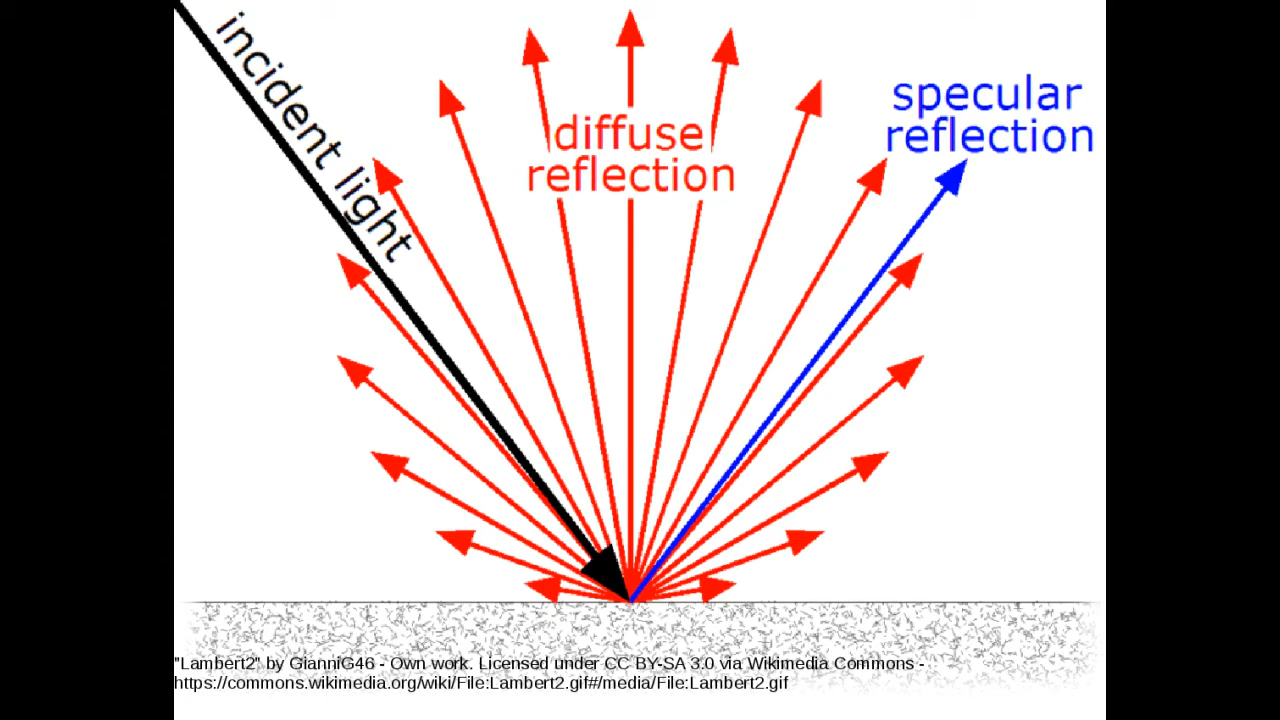 incident light
diffuse
reflection
specular
reflection
"Lambert2" by GianniG46 - Own work. Licensed under CC BY-SA 3.0 via Wikimedia Commons -
https://commons.wikimedia.org/wiki/File:Lambert2.gif#/media/File:Lambert2.gif